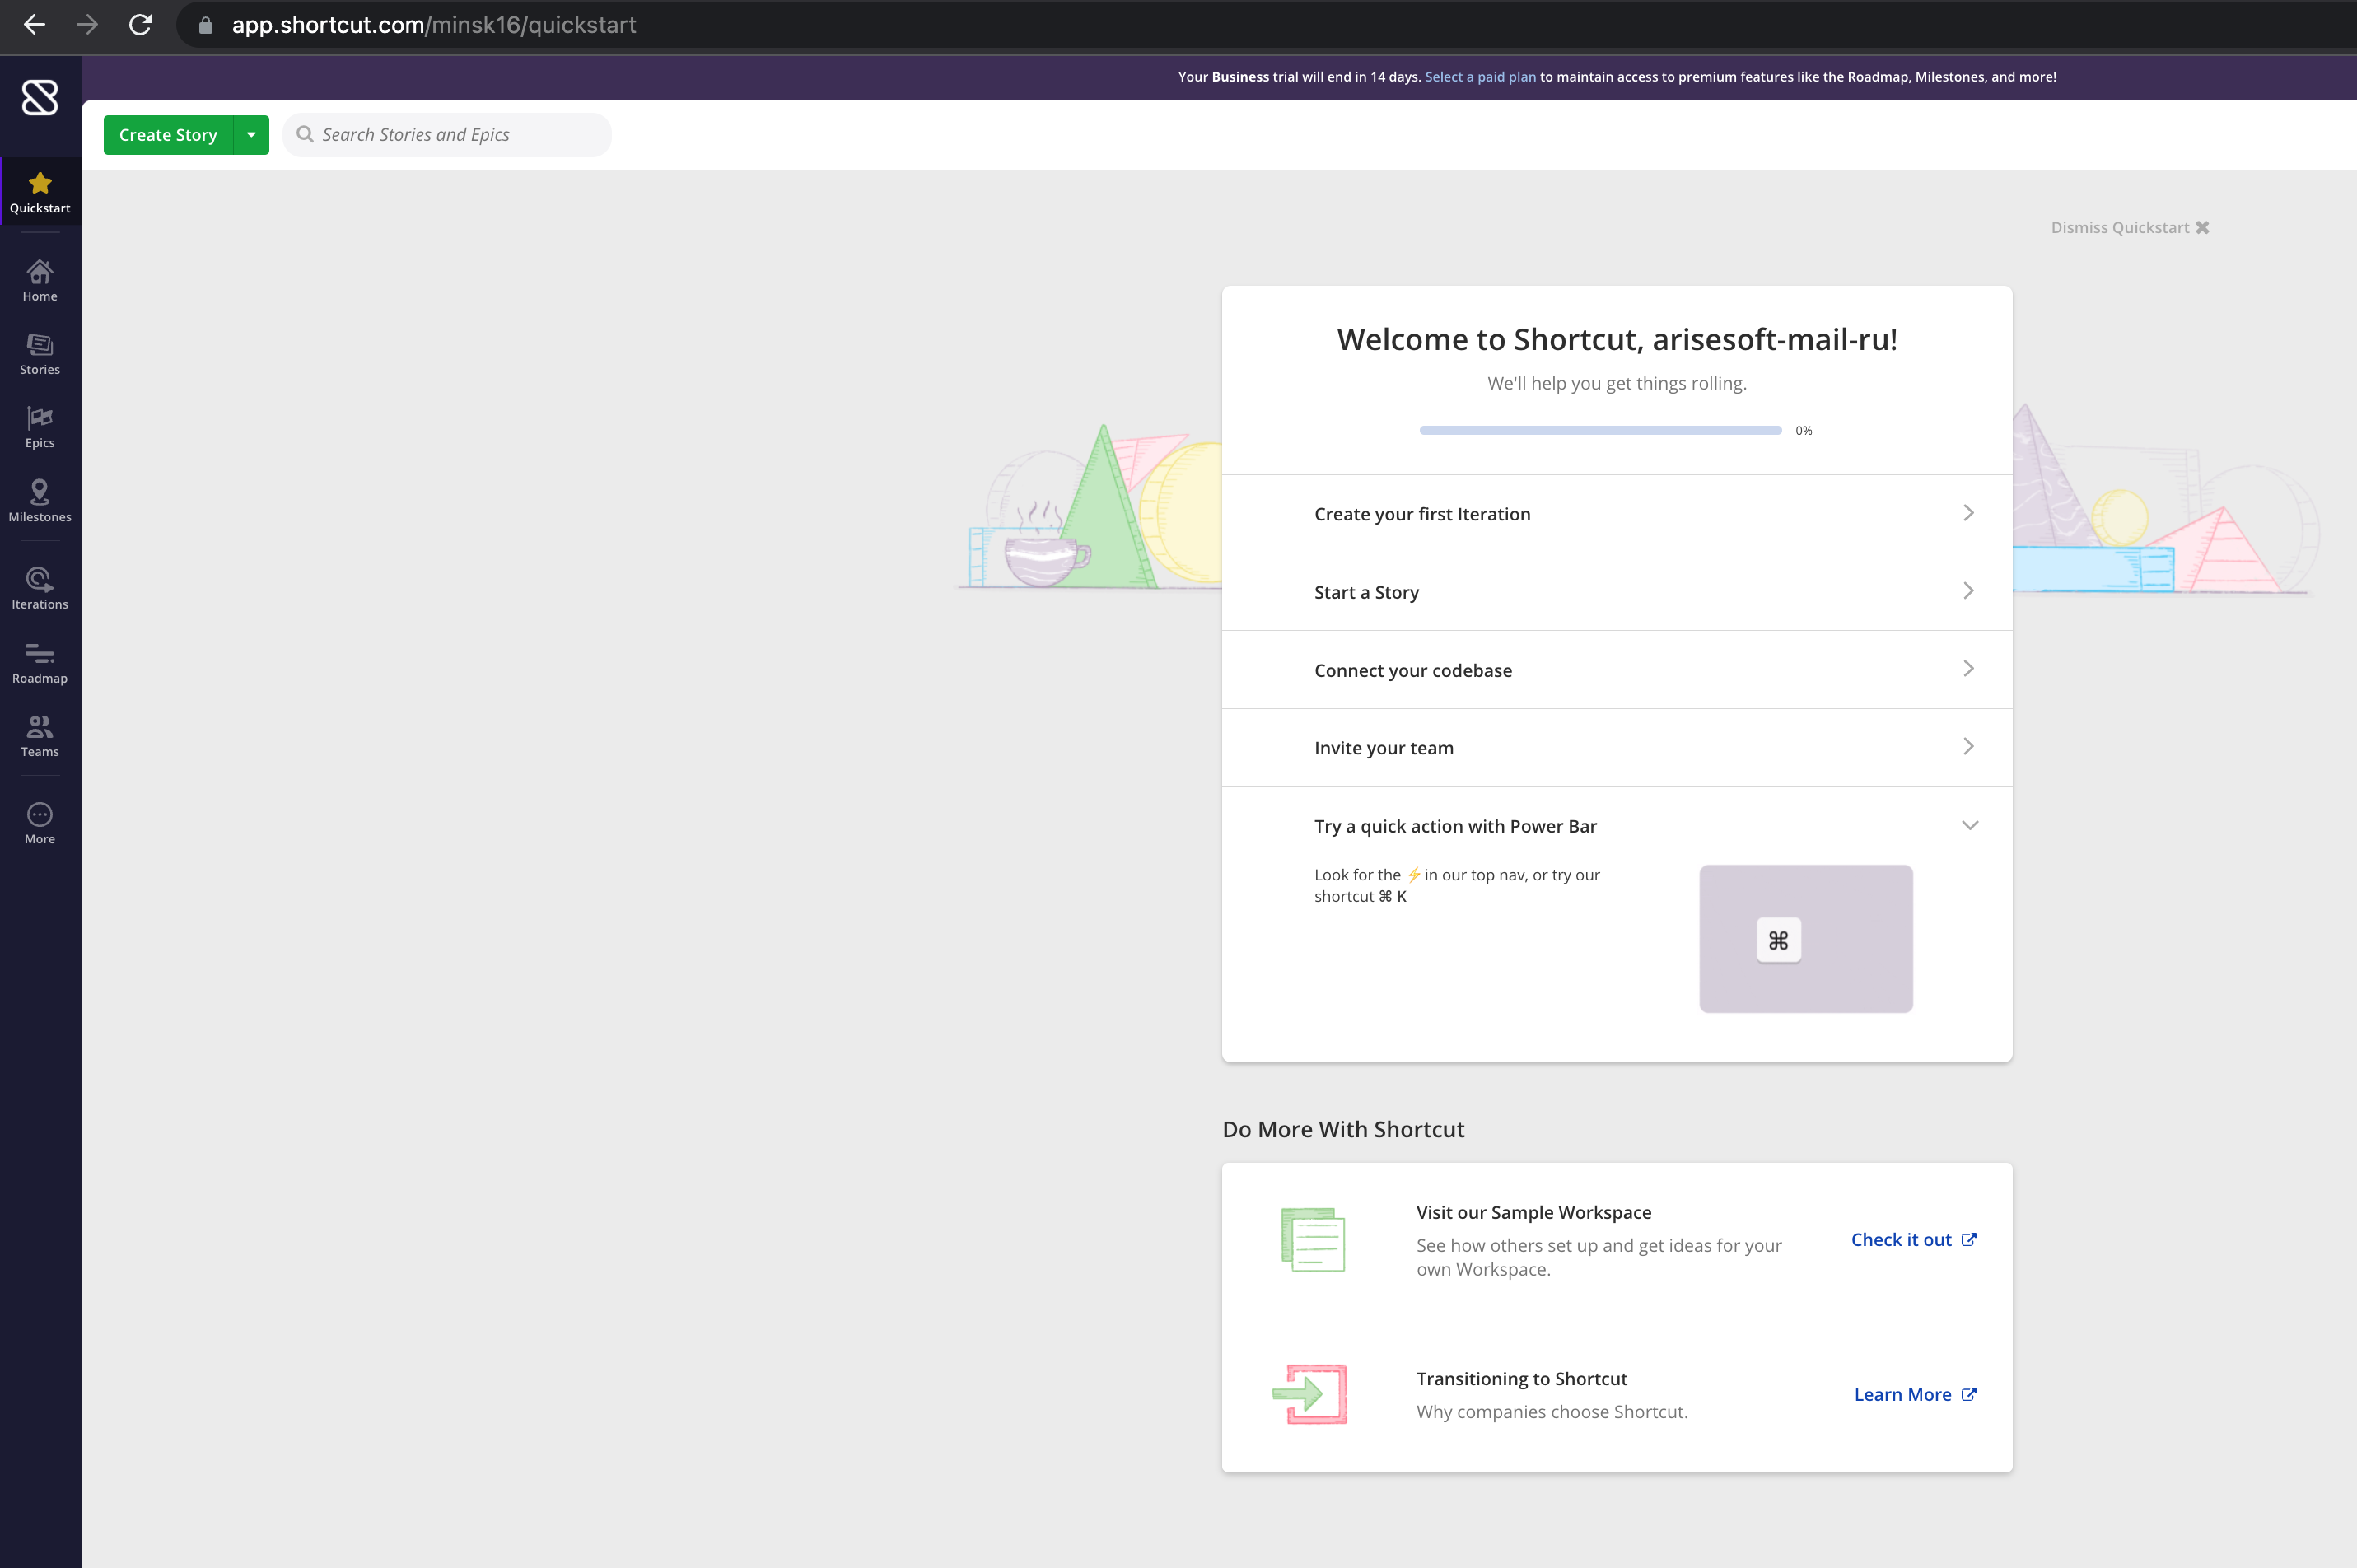 app.shortcut.com/minsk16/quickstart
Your Business trial will end in 14 days. Select a paid plan to maintain access to premium features like the Roadmap, Milestones, and more!
Create Story
Search Stories and Epics
Quickstart
Home
Stories
Epics
Milestones
Iterations
Roadmap
Teams
More
Dismiss Quickstart ✖
Welcome to Shortcut, arisesoft-mail-ru!
We'll help you get things rolling.
0%
Create your first Iteration
Start a Story
Connect your codebase
Invite your team
Try a quick action with Power Bar
Look for the ⚡ in our top nav, or try our
shortcut ⌘ K
⌘
Do More With Shortcut
Visit our Sample Workspace
See how others set up and get ideas for your
own Workspace.
Check it out
Transitioning to Shortcut
Why companies choose Shortcut.
Learn More